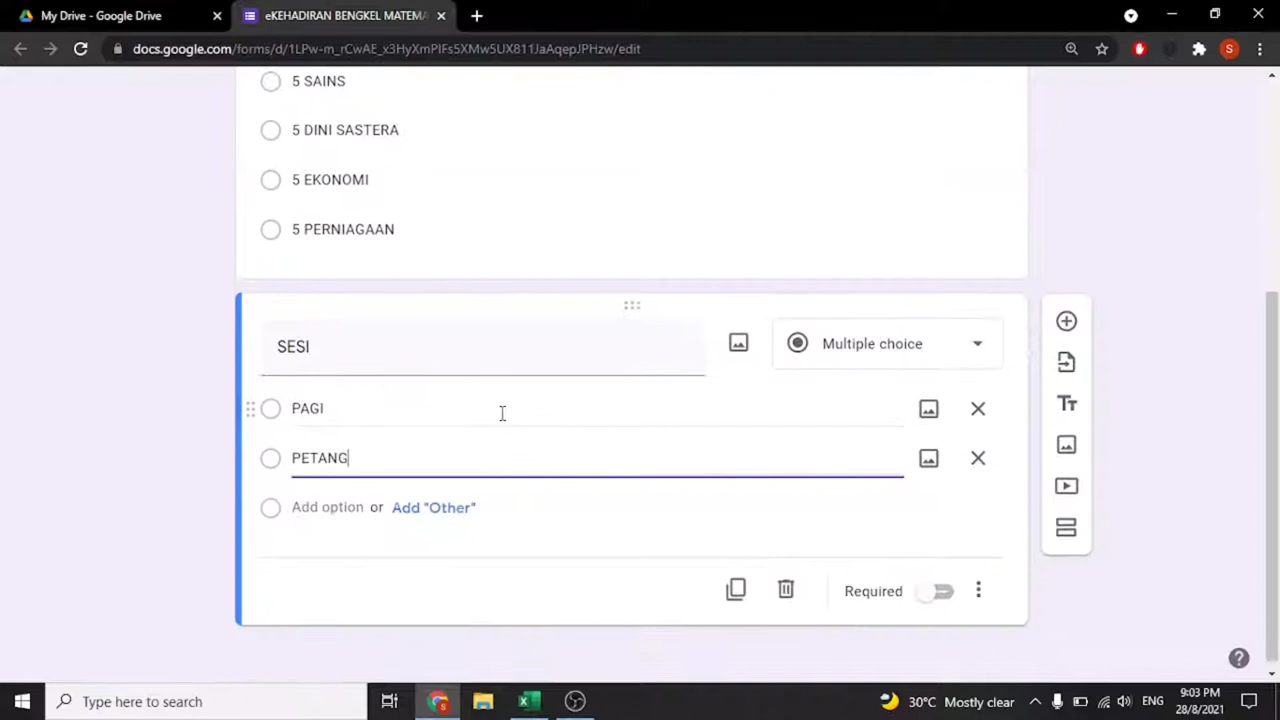 My Drive - Google Drive
eKEHADIRAN BENGKEL MATEMA
docs.google.com/forms/d/1LPw-m_rCwAE_x3HyXmPIFs5XMw5UX811JaAqepJPHzw/edit
S
5 SAINS
5 DINI SASTERA
5 EKONOMI
5 PERNIAGAAN
SESI
Multiple choice
PAGI
PETANG
Add option or Add "Other"
Required
Type here to search
30°C Mostly clear
ENG
9:03 PM
28/8/2021